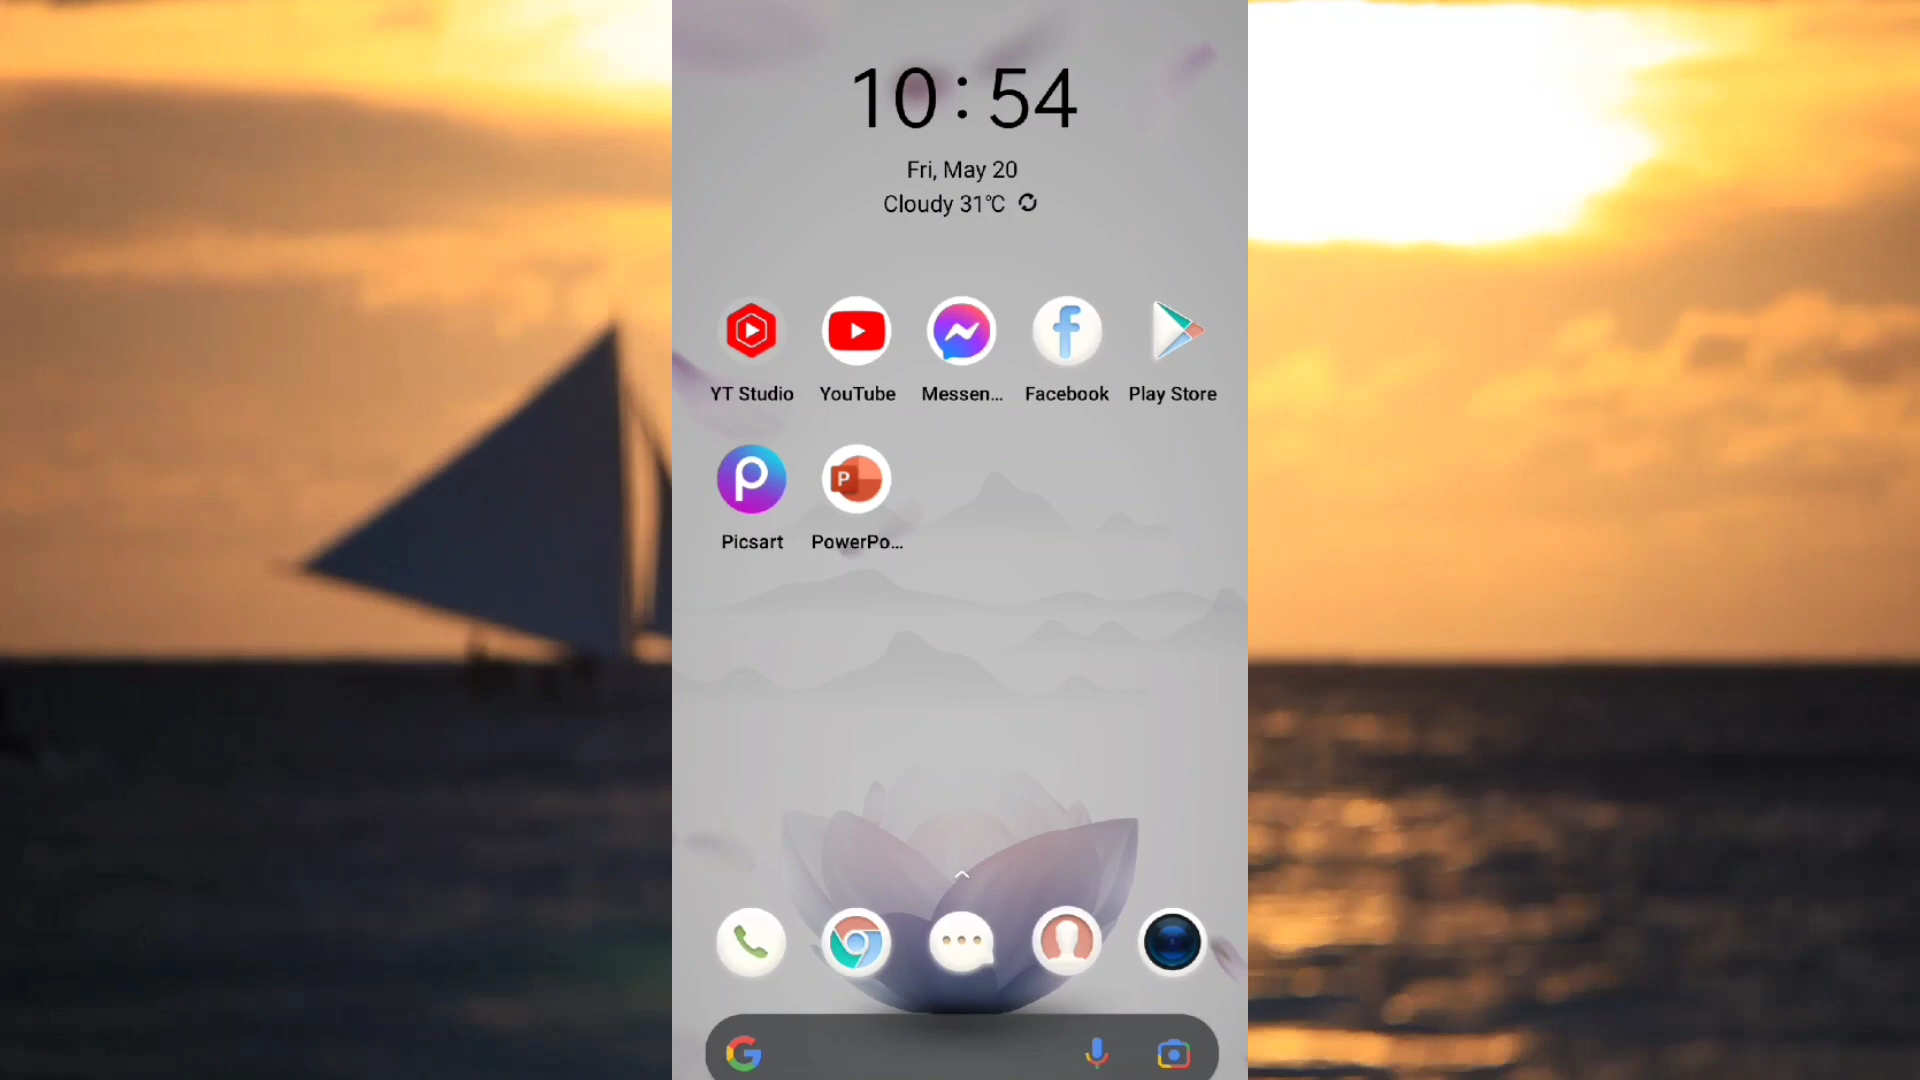 10:54
Fri, May 20
Cloudy 31°C
YT Studio YouTube Messen... Facebook Play Store
Picsart PowerPo...